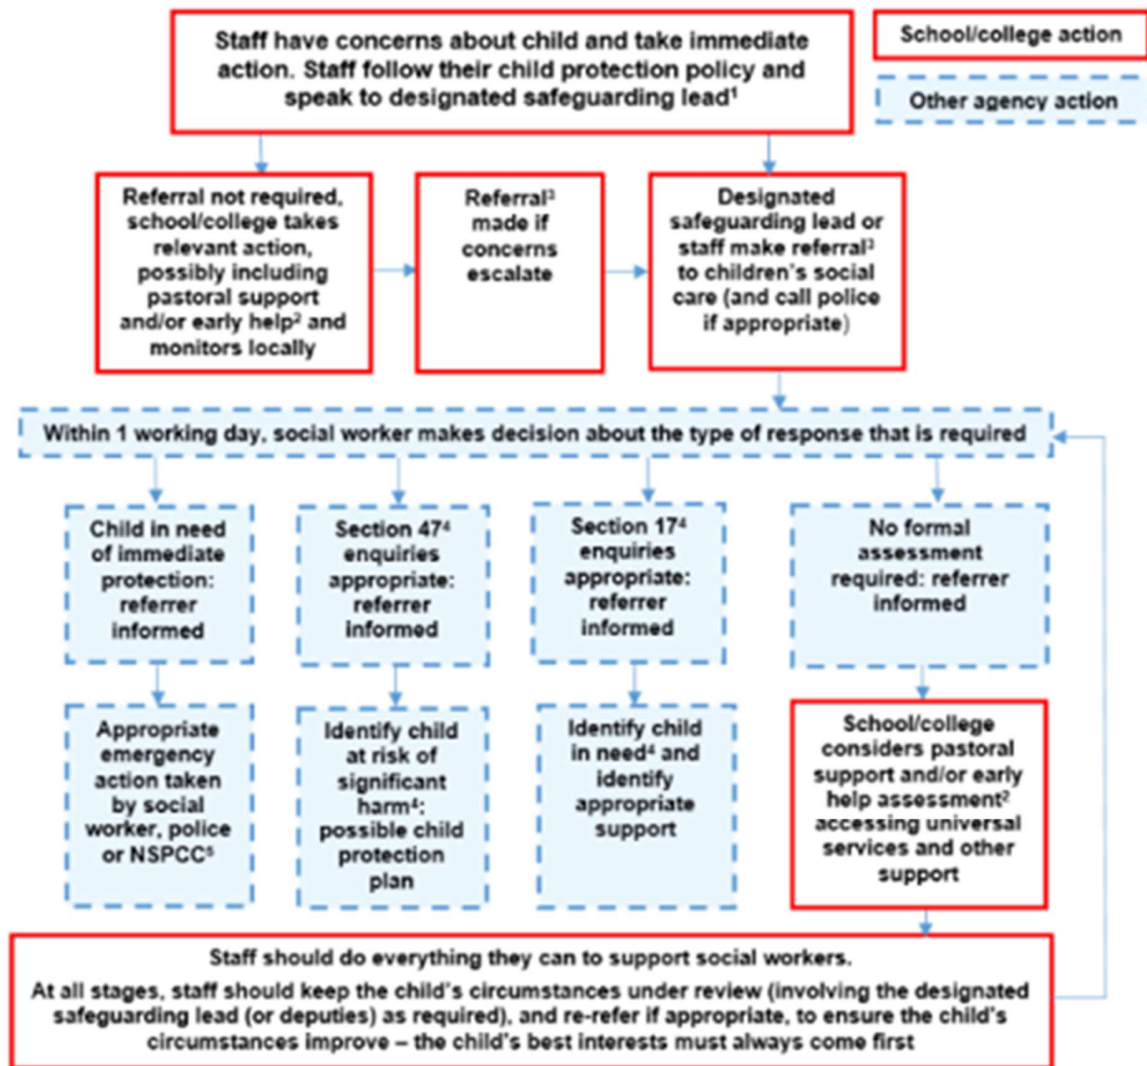 Staff have concerns about child and take immediate
action. Staff follow their child protection policy and
speak to designated safeguarding lead¹
School/college action
Other agency action
Referral not required,
school/college takes
relevant action,
possibly including
pastoral support
and/or early help² and
monitors locally
Referral³
made if
concerns
escalate
Designated
safeguarding lead or
staff make referral³
to children's social
care (and call police
if appropriate)
Within 1 working day, social worker makes decision about the type of response that is required
Child in need
of immediate
protection:
referrer
informed
Section 47⁴
enquiries
appropriate:
referrer
informed
Section 17⁴
enquiries
appropriate:
referrer
informed
No formal
assessment
required: referrer
informed
Appropriate
emergency
action taken
by social
worker, police
or NSPCC⁵
Identify child
at risk of
significant
harm⁴:
possible child
protection
plan
Identify child
in need⁴ and
identify
appropriate
support
School/college
considers pastoral
support and/or early
help assessment²
accessing universal
services and other
support
Staff should do everything they can to support social workers.
At all stages, staff should keep the child's circumstances under review (involving the designated
safeguarding lead (or deputies) as required), and re-refer if appropriate, to ensure the child's
circumstances improve – the child's best interests must always come first